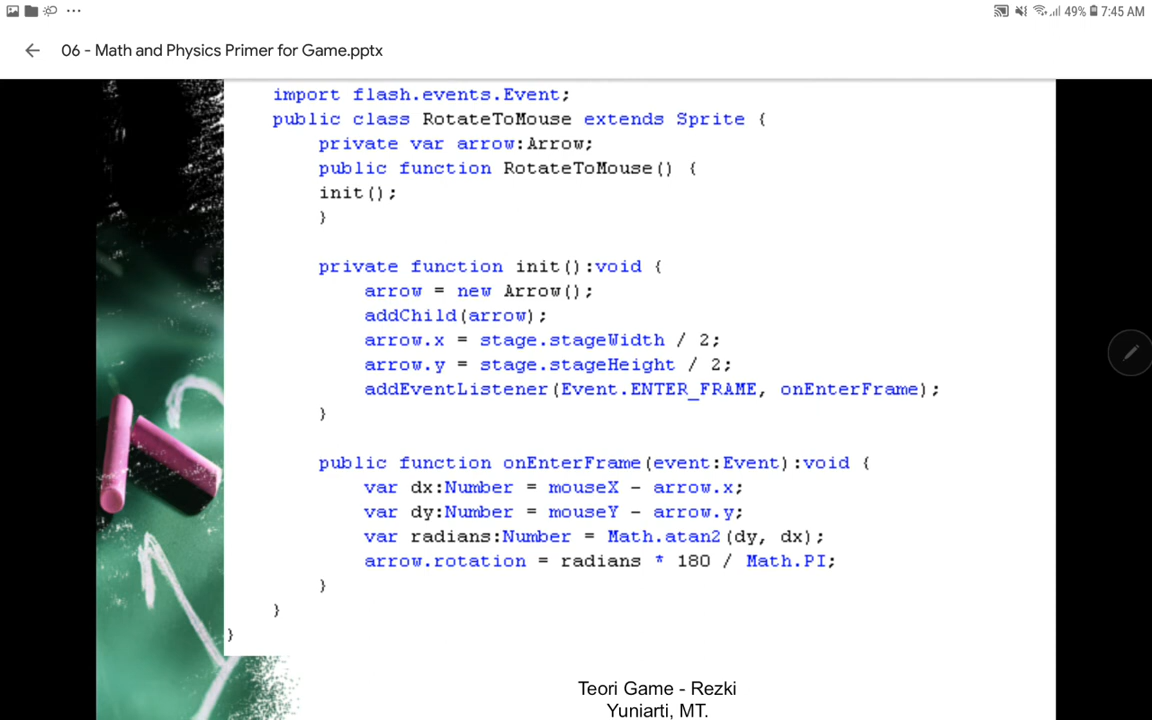 49% 7:45 AM
06 - Math and Physics Primer for Game.pptx
import flash.events.Event;
public class RotateToMouse extends Sprite {
private var arrow:Arrow;
public function RotateToMouse() {
init();
}
private function init():void {
arrow = new Arrow();
addChild(arrow);
arrow.x = stage.stageWidth / 2;
arrow.y = stage.stageHeight / 2;
addEventListener(Event.ENTER_FRAME, onEnterFrame);
}
public function onEnterFrame(event:Event):void {
var dx:Number = mouseX - arrow.x;
var dy:Number = mouseY - arrow.y;
var radians:Number = Math.atan2(dy, dx);
arrow.rotation = radians * 180 / Math.PI;
}
}
}
Teori Game - Rezki
Yuniarti, MT.